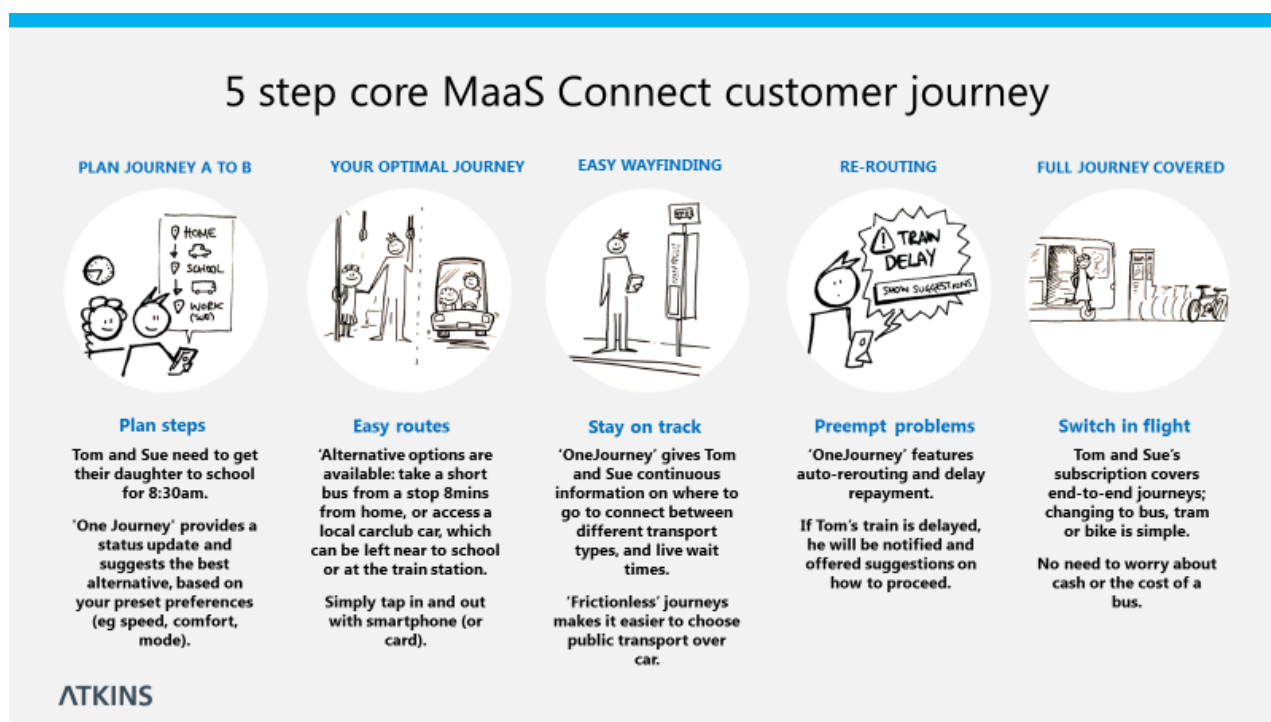 5 step core MaaS Connect customer journey
PLAN JOURNEY A TO B
HOME
SCHOOL
WORK
(SUE)
Plan steps
Tom and Sue need to get
their daughter to school
for 8:30am.
'One Journey' provides a
status update and
suggests the best
alternative, based on
your preset preferences
(eg speed, comfort,
mode).
YOUR OPTIMAL JOURNEY
Easy routes
'Alternative options are
available: take a short
bus from a stop 8mins
from home, or access a
local carclub car, which
can be left near to school
or at the train station.
Simply tap in and out
with smartphone (or
card).
EASY WAYFINDING
Stay on track
'OneJourney' gives Tom
and Sue continuous
information on where to
go to connect between
different transport
types, and live wait
times.
'Frictionless' journeys
makes it easier to choose
public transport over
car.
RE-ROUTING
TRAIN
DELAY
SHOW SUGGESTIONS
Preempt problems
'OneJourney' features
auto-rerouting and delay
repayment.
If Tom's train is delayed,
he will be notified and
offered suggestions on
how to proceed.
FULL JOURNEY COVERED
Switch in flight
Tom and Sue's
subscription covers
end-to-end journeys;
changing to bus, tram
or bike is simple.
No need to worry about
cash or the cost of a
bus.
ATKINS